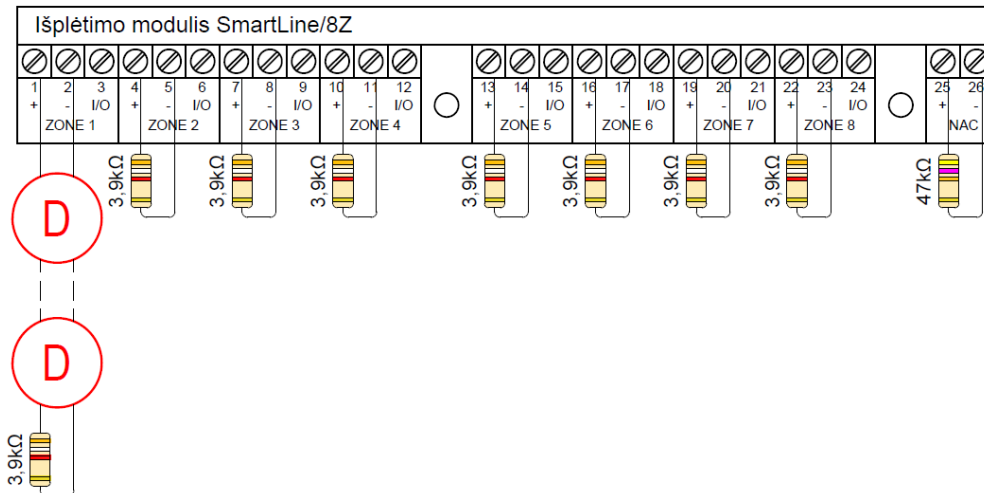 Išplėtimo modulis SmartLine/8Z
1 2 3 4 5 6 7 8 9 10 11 12 13 14 15 16 17 18 19 20 21 22 23 24 25 26
+ - I/O + - I/O + - I/O + - I/O + - I/O + - I/O + - I/O + - I/O + -
ZONE 1 ZONE 2 ZONE 3 ZONE 4 ZONE 5 ZONE 6 ZONE 7 ZONE 8 NAC
3,9kΩ 3,9kΩ 3,9kΩ 3,9kΩ 3,9kΩ 3,9kΩ 3,9kΩ 47kΩ
D
D
3,9kΩ